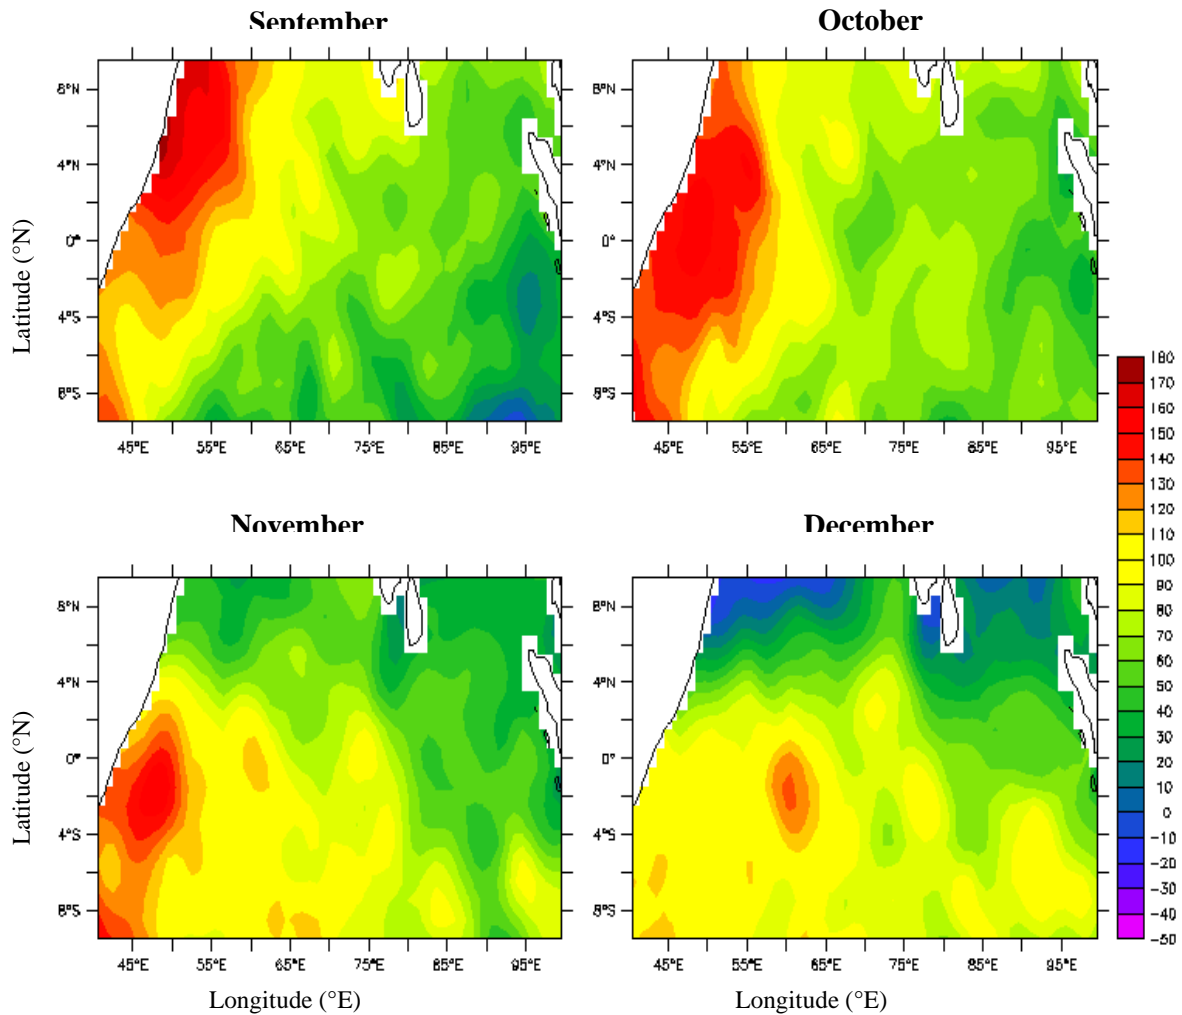 September
October
8°N
4°N
0°
4°S
8°S
45°E 55°E 65°E 75°E 85°E 95°E
Latitude (°N)
8°N
4°N
0°
4°S
8°S
45°E 55°E 65°E 75°E 85°E 95°E
November
December
8°N
4°N
0°
4°S
8°S
45°E 55°E 65°E 75°E 85°E 95°E
Latitude (°N)
Longitude (°E)
8°N
4°N
0°
4°S
8°S
45°E 55°E 65°E 75°E 85°E 95°E
Longitude (°E)
180
170
160
150
140
130
120
110
100
90
80
70
60
50
40
30
20
10
0
-10
-20
-30
-40
-50